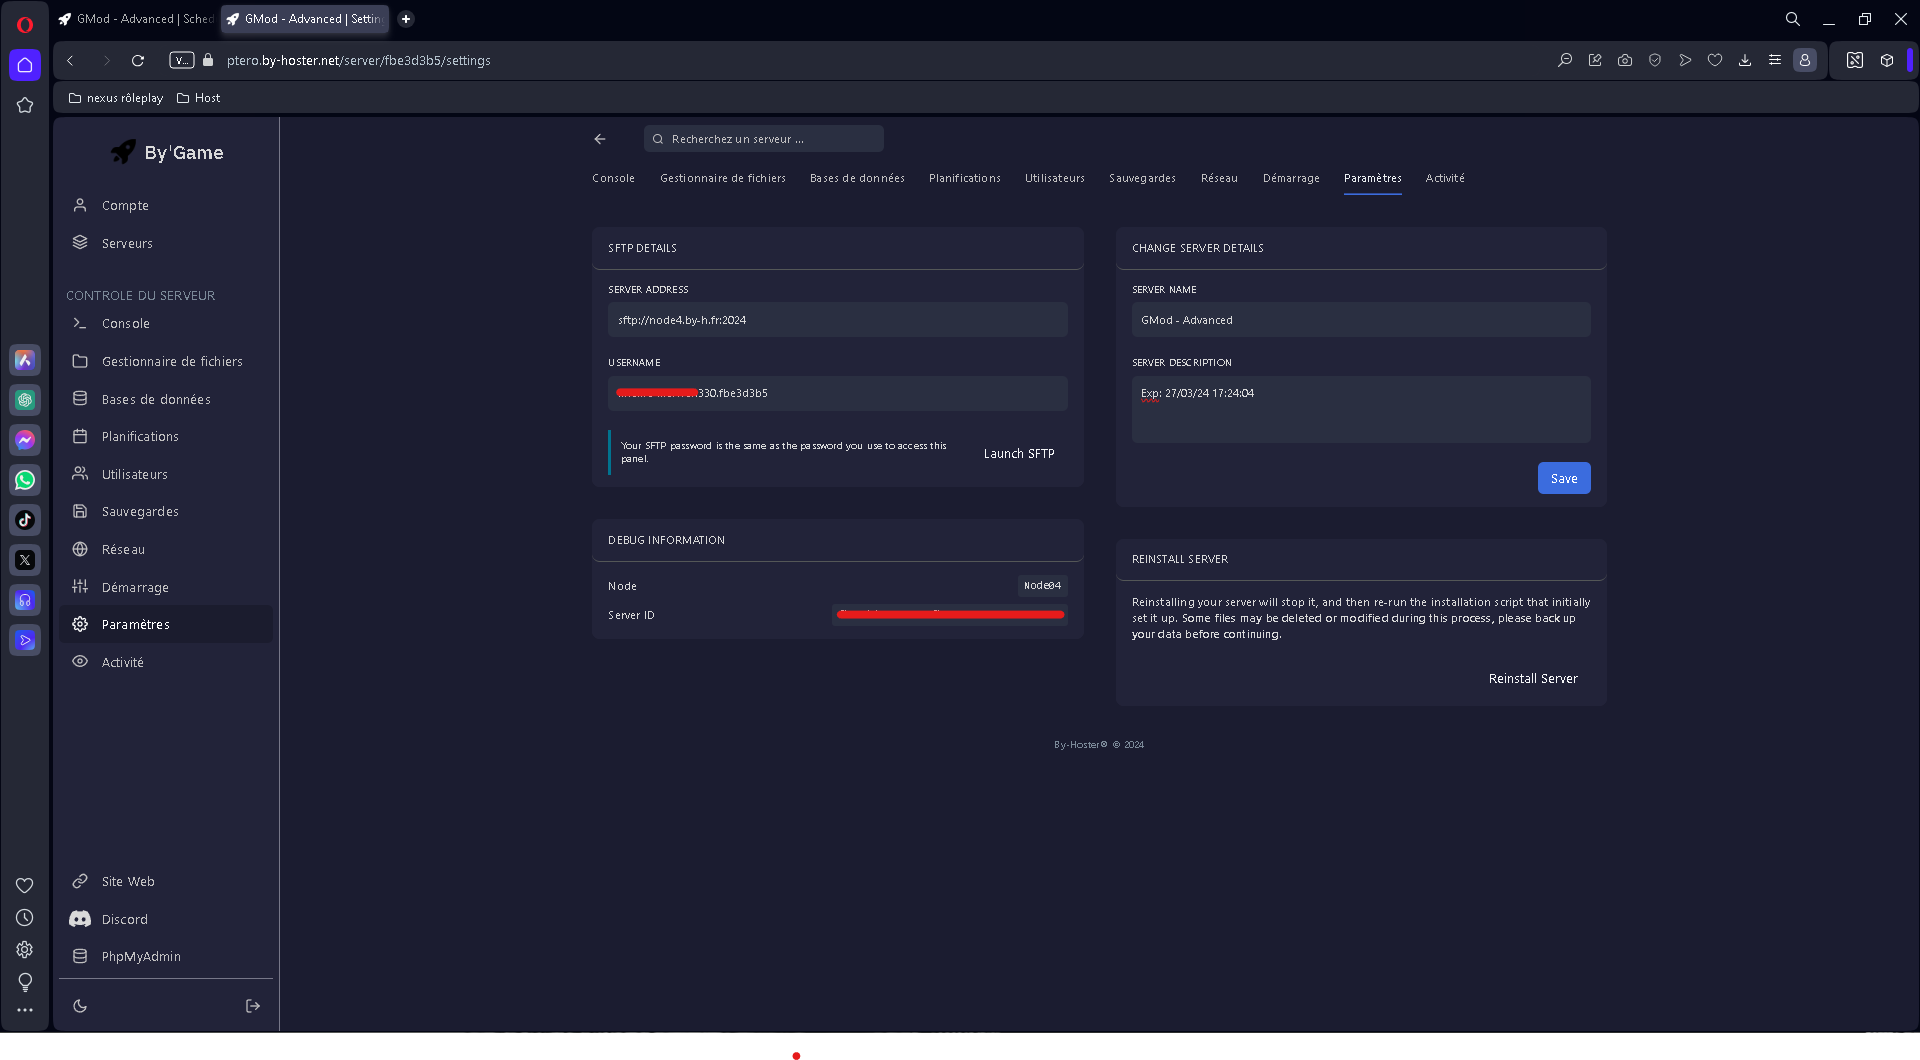 GMod - Advanced | Sched
GMod - Advanced | Settin
V...
ptero.by-hoster.net/server/fbe3d3b5/settings
nexus rôleplay
Host
By'Game
Compte
Serveurs
CONTROLE DU SERVEUR
Console
Gestionnaire de fichiers
Bases de données
Planifications
Utilisateurs
Sauvegardes
Réseau
Démarrage
Paramètres
Activité
Site Web
Discord
PhpMyAdmin
Recherchez un serveur ...
Console
Gestionnaire de fichiers
Bases de données
Planifications
Utilisateurs
Sauvegardes
Réseau
Démarrage
Paramètres
Activité
SFTP DETAILS
SERVER ADDRESS
sftp://node4.by-h.fr:2024
USERNAME
330.fbe3d3b5
Your SFTP password is the same as the password you use to access this
panel.
Launch SFTP
DEBUG INFORMATION
Node
Node04
Server ID
CHANGE SERVER DETAILS
SERVER NAME
GMod - Advanced
SERVER DESCRIPTION
Exp: 27/03/24 17:24:04
Save
REINSTALL SERVER
Reinstalling your server will stop it, and then re-run the installation script that initially
set it up. Some files may be deleted or modified during this process, please back up
your data before continuing.
Reinstall Server
By-Hoster® © 2024